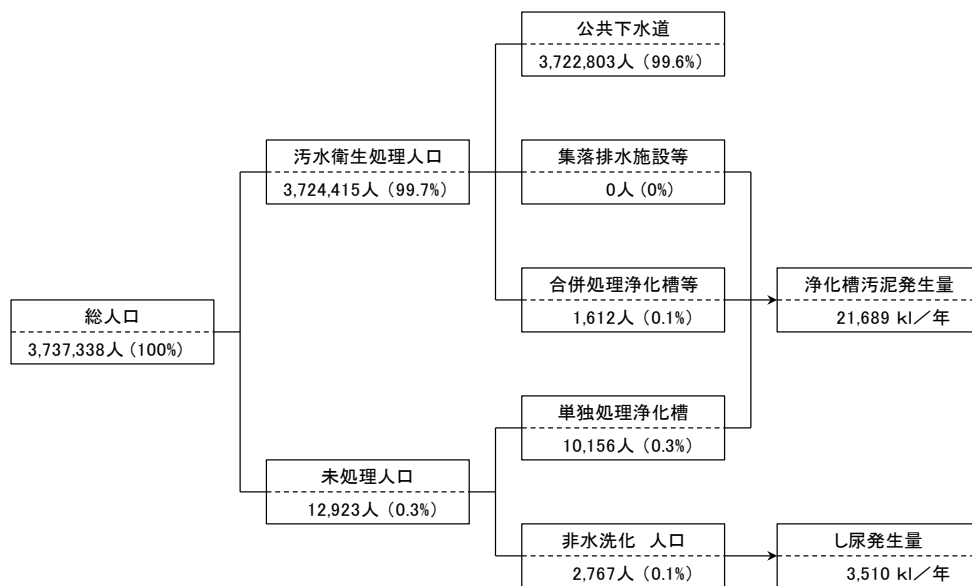 公共下水道
3,722,803人 (99.6%)
汚水衛生処理人口
3,724,415人 (99.7%)
集落排水施設等
0人 (0%)
合併処理浄化槽等
1,612人 (0.1%)
浄化槽汚泥発生量
21,689 kl／年
総人口
3,737,338人 (100%)
単独処理浄化槽
10,156人 (0.3%)
未処理人口
12,923人 (0.3%)
非水洗化　人口
2,767人 (0.1%)
し尿発生量
3,510 kl／年